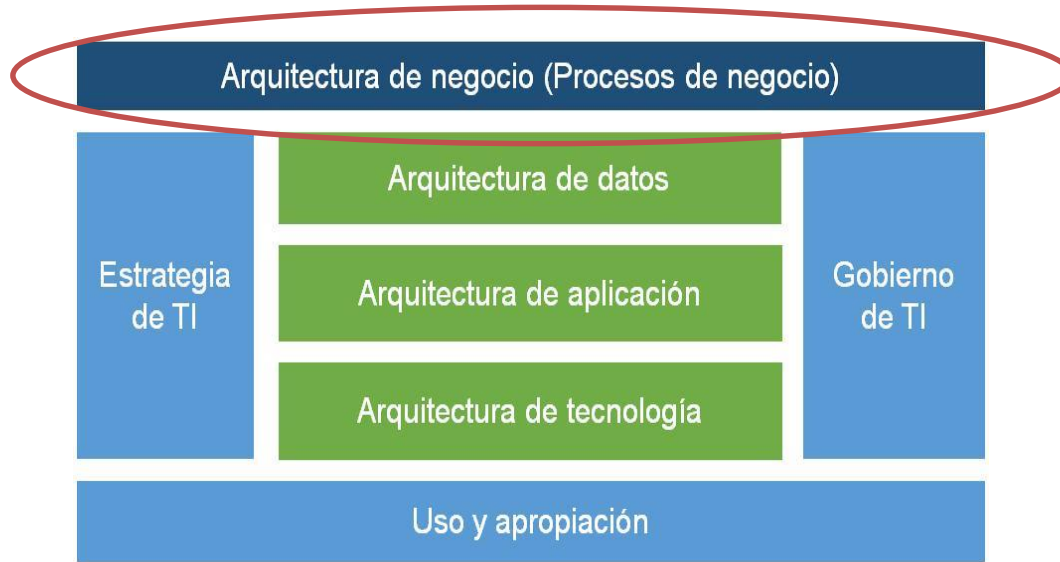 Arquitectura de negocio (Procesos de negocio)
Estrategia
de TI
Arquitectura de datos
Arquitectura de aplicación
Arquitectura de tecnología
Gobierno
de TI
Uso y apropiación